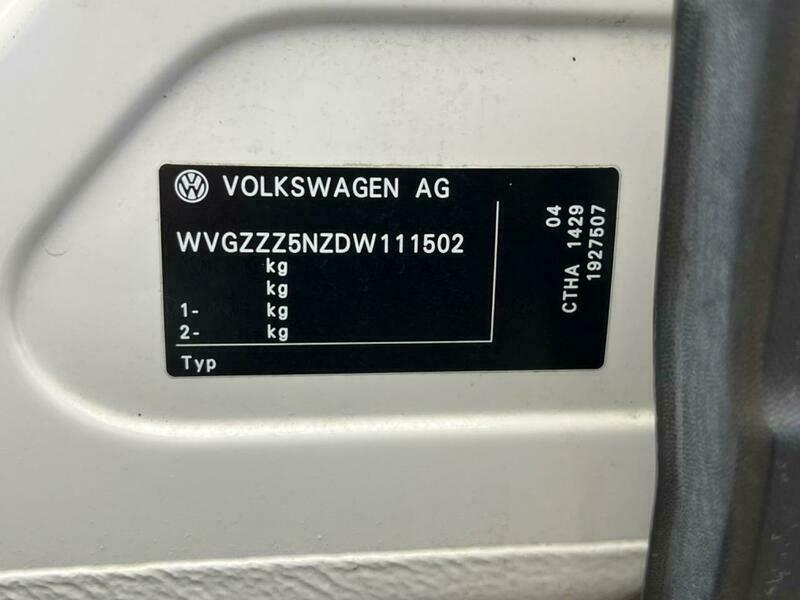 VOLKSWAGEN AG
WVGZZZ5NZDW111502
kg
kg
1- kg
2- kg
Typ
04
CTHA 1429
1927507